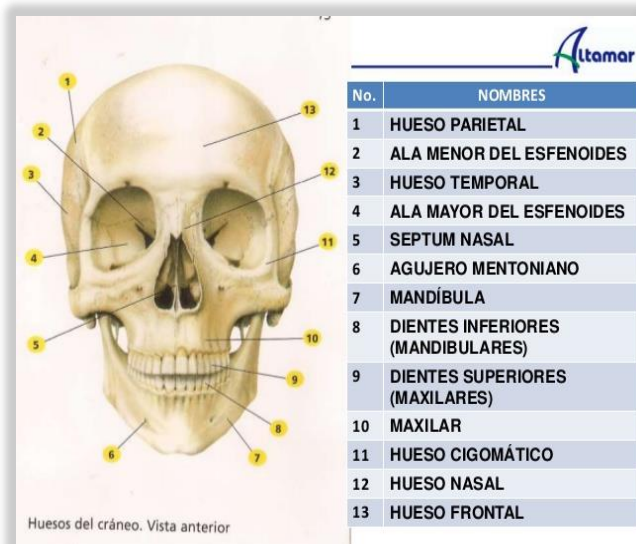 Altamar
No. NOMBRES
1 HUESO PARIETAL
2 ALA MENOR DEL ESFENOIDES
3 HUESO TEMPORAL
4 ALA MAYOR DEL ESFENOIDES
5 SEPTUM NASAL
6 AGUJERO MENTONIANO
7 MANDÍBULA
8 DIENTES INFERIORES
(MANDIBULARES)
9 DIENTES SUPERIORES
(MAXILARES)
10 MAXILAR
11 HUESO CIGOMÁTICO
12 HUESO NASAL
13 HUESO FRONTAL
1
13
2
12
3
4
11
5
10
9
8
6
7
Huesos del cráneo. Vista anterior